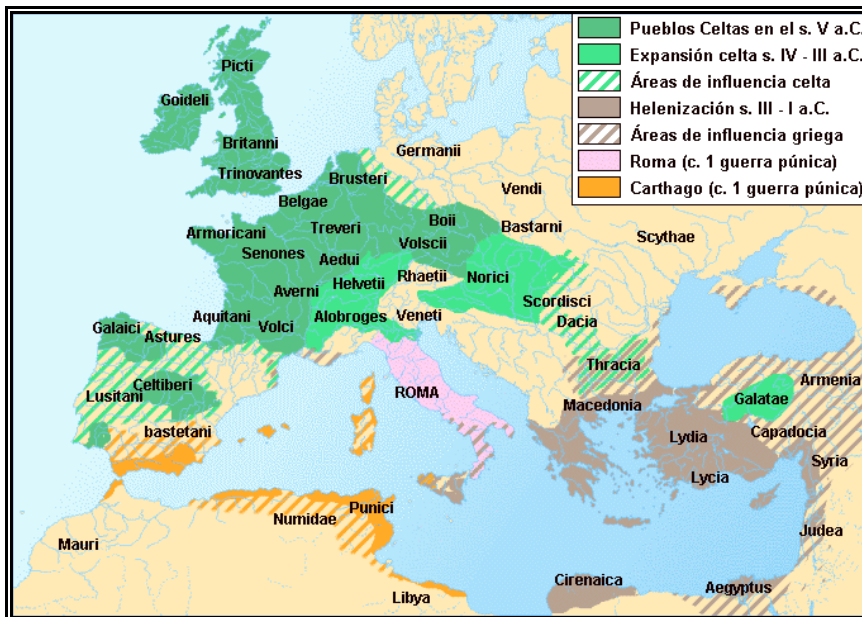 Pueblos Celtas en el s. V a.C.
Expansión celta s. IV - III a.C.
Áreas de influencia celta
Helenización s. III - I a.C.
Áreas de influencia griega
Roma (c. 1 guerra púnica)
Carthago (c. 1 guerra púnica)
Picti
Goideli
Britanni
Trinovantes
Germanii
Brusteri
Vendi
Belgae
Boii
Bastarni
Armoricani
Treveri
Volscii
Scythae
Senones
Aedui
Rhaetii
Norici
Helvetii
Averni
Scordisci
Aquitani
Alobroges
Veneti
Dacia
Galaici
Volci
Astures
Thracia
Armenia
Celtiberi
ROMA
Lusitani
Galatae
Macedonia
bastetani
Lydia
Capadocia
Syria
Lycia
Punici
Numidae
Judea
Mauri
Cirenaica
Aegyptus
Libya